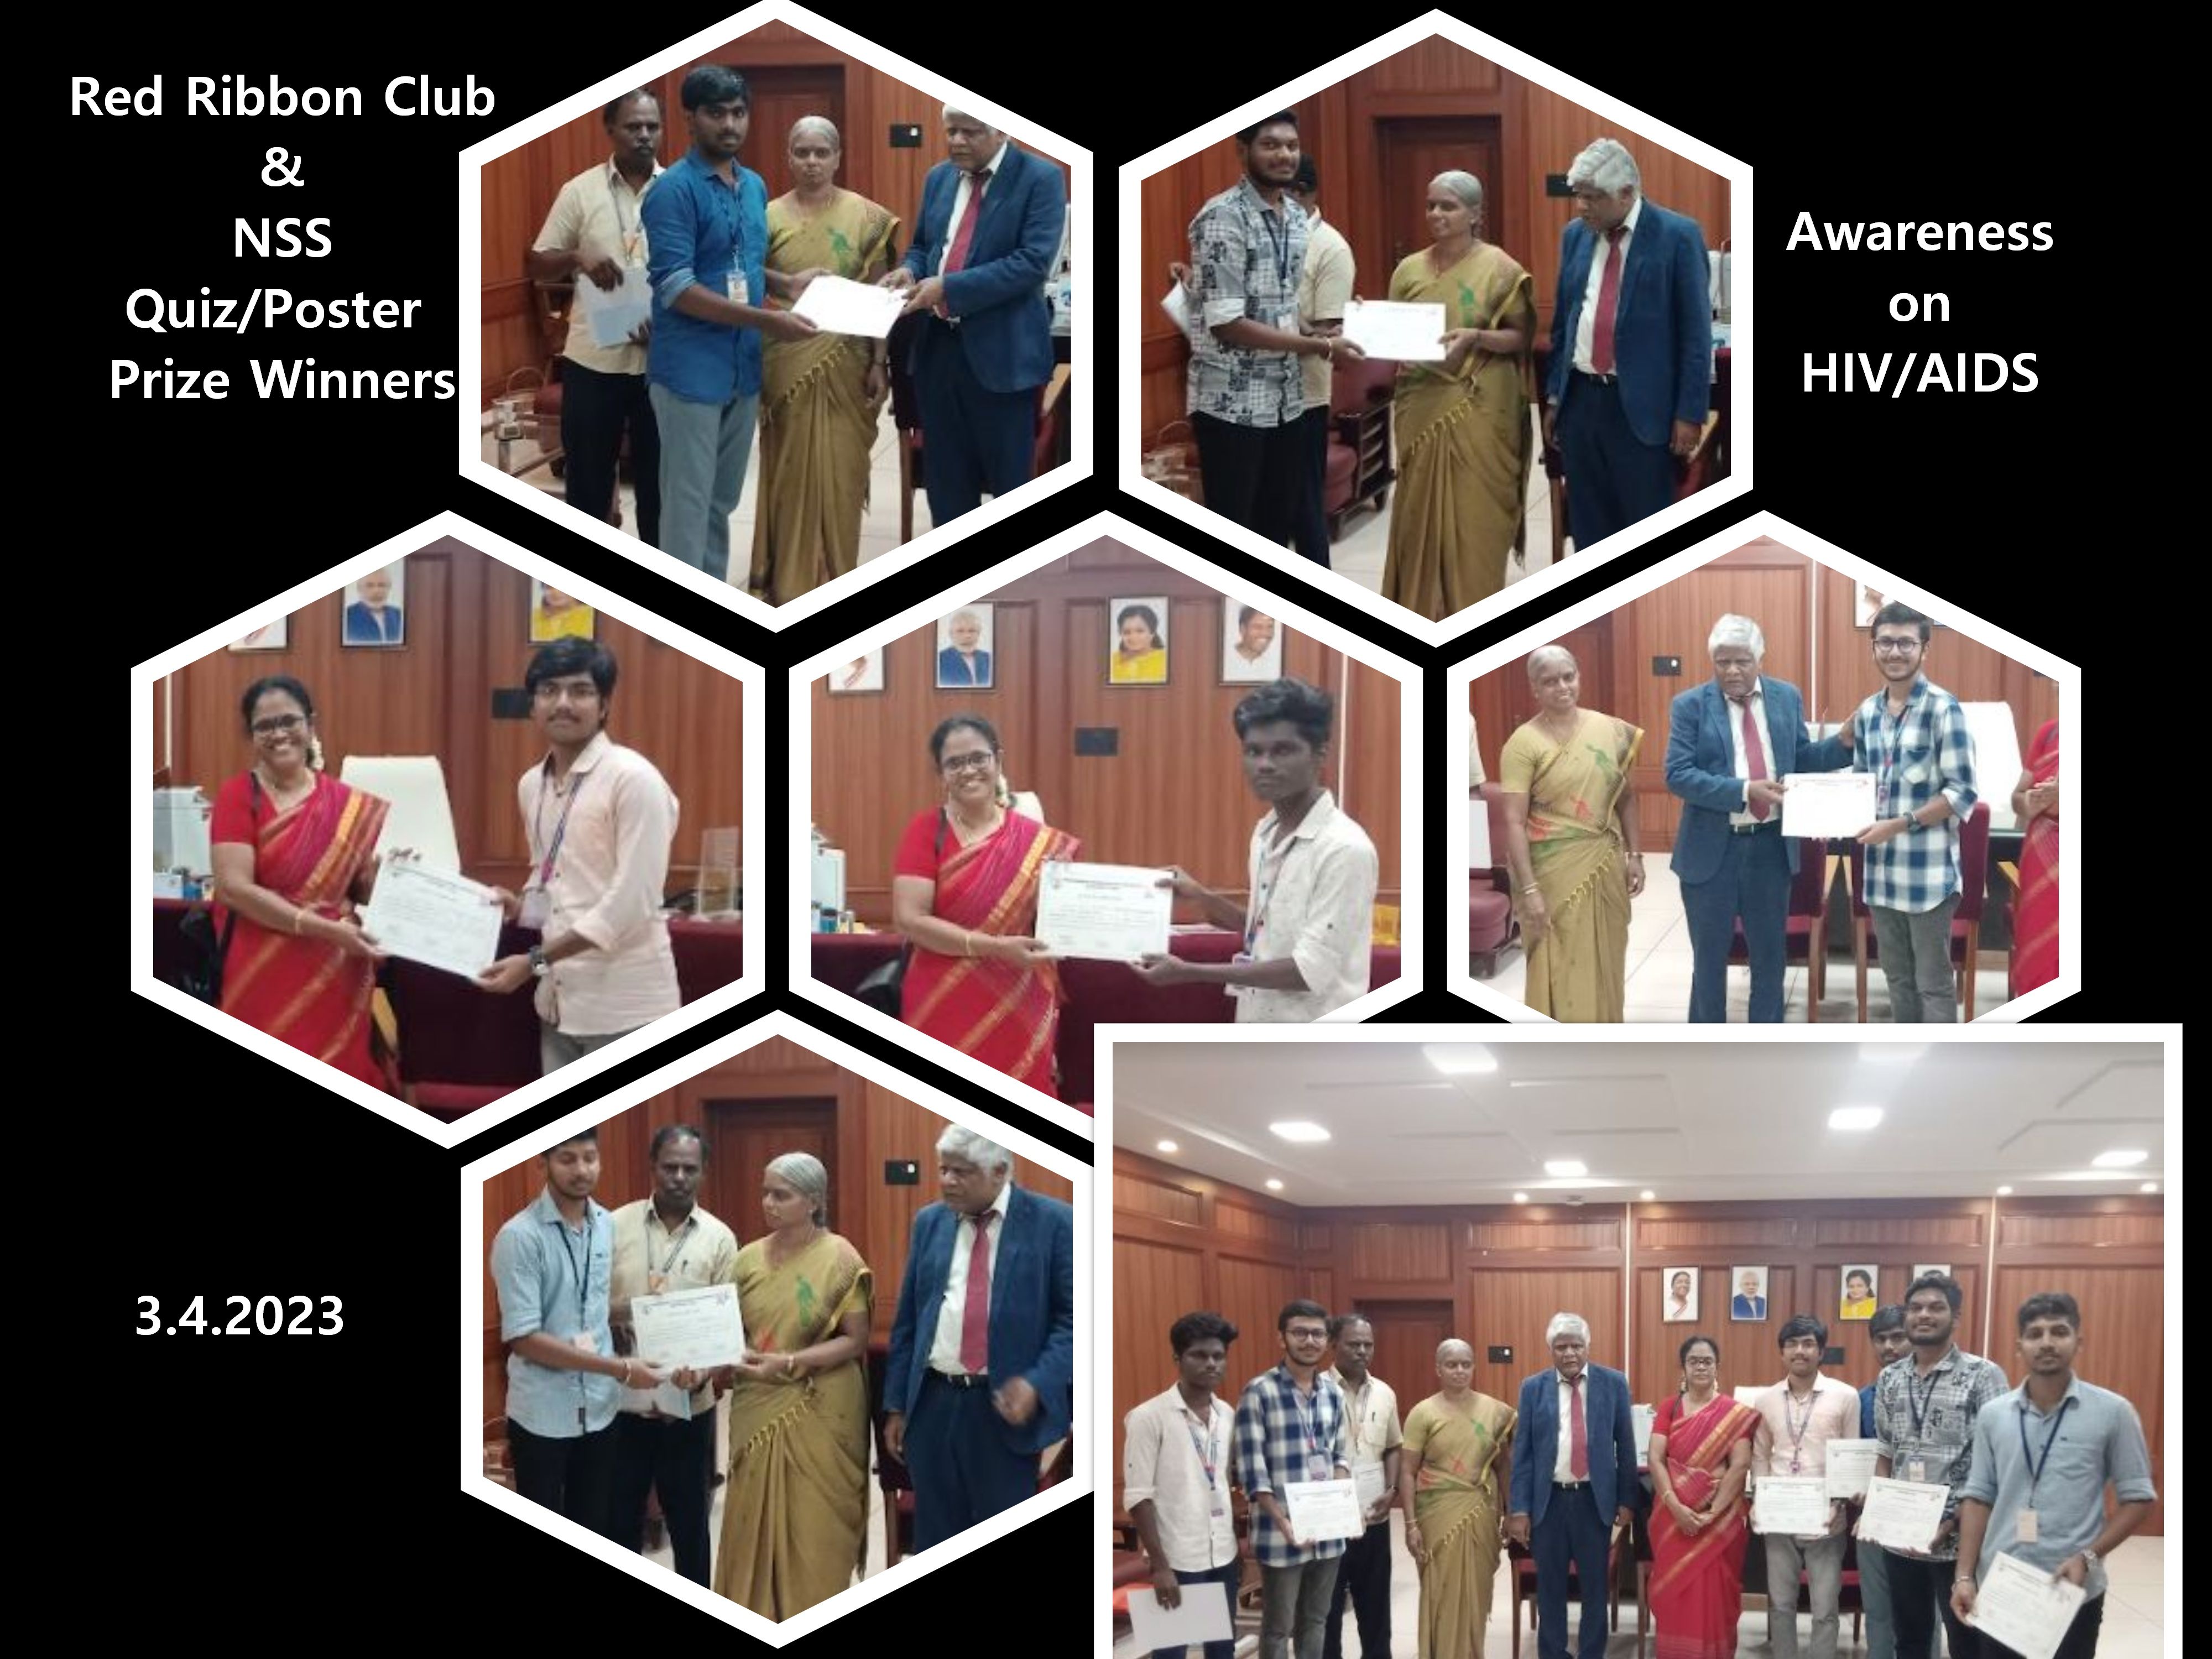 Red Ribbon Club
&
NSS
Quiz/Poster
Prize Winners
Awareness
on
HIV/AIDS
3.4.2023